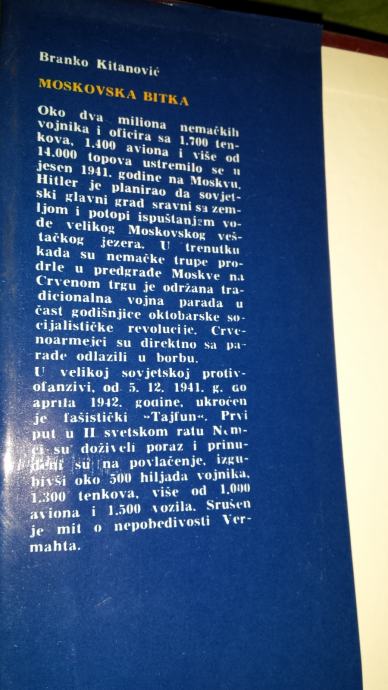 Branko Kitanović
MOSKOVSKA BITKA
Oko dva miliona nemačkih
vojnika i oficira sa 1.700 ten-
kova, 1.400 aviona i više od
14.000 topova ustremilo se u
jesen 1941. godine na Moskvu.
Hitler je planirao da sovjet-
ski glavni grad sravni sa zem-
ljom i potopi ispuštanjem vo-
de velikog Moskovskog veš-
tačkog jezera. U trenutku
kada su nemačke trupe pro-
drle u predgrađe Moskve na
Crvenom trgu je održana tra-
dicionalna vojna parada u
čast godišnjice oktobarske so-
cijalističke revolucije. Crve-
noarmejci su direktno sa pa-
rade odlazili u borbu.
U velikoj sovjetskoj protiv-
ofanzivi, od 5. 12. 1941. g. do
aprila 1942. godine, ukroćen
je fašistički »Tajfun«. Prvi
put u II svetskom ratu Nem-
ci su doživeli poraz i prinu-
đeni su na povlačenje, izgu-
bivši oko 500 hiljada vojnika,
1.300 tenkova, više od 1.000
aviona i 1.500 vozila. Srušen
je mit o nepobedivosti Ver-
mahta.